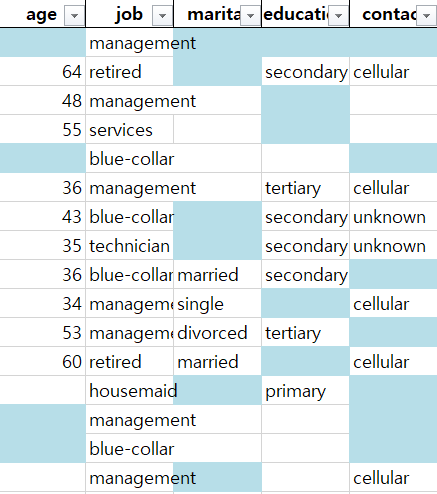 age job marita educati contac
management
64 retired secondary cellular
48 management
55 services
blue-collar
36 management tertiary cellular
43 blue-collar secondary unknown
35 technician secondary unknown
36 blue-collar married secondary
34 manageme single cellular
53 manageme divorced tertiary
60 retired married cellular
housemaid primary
management
blue-collar
management cellular